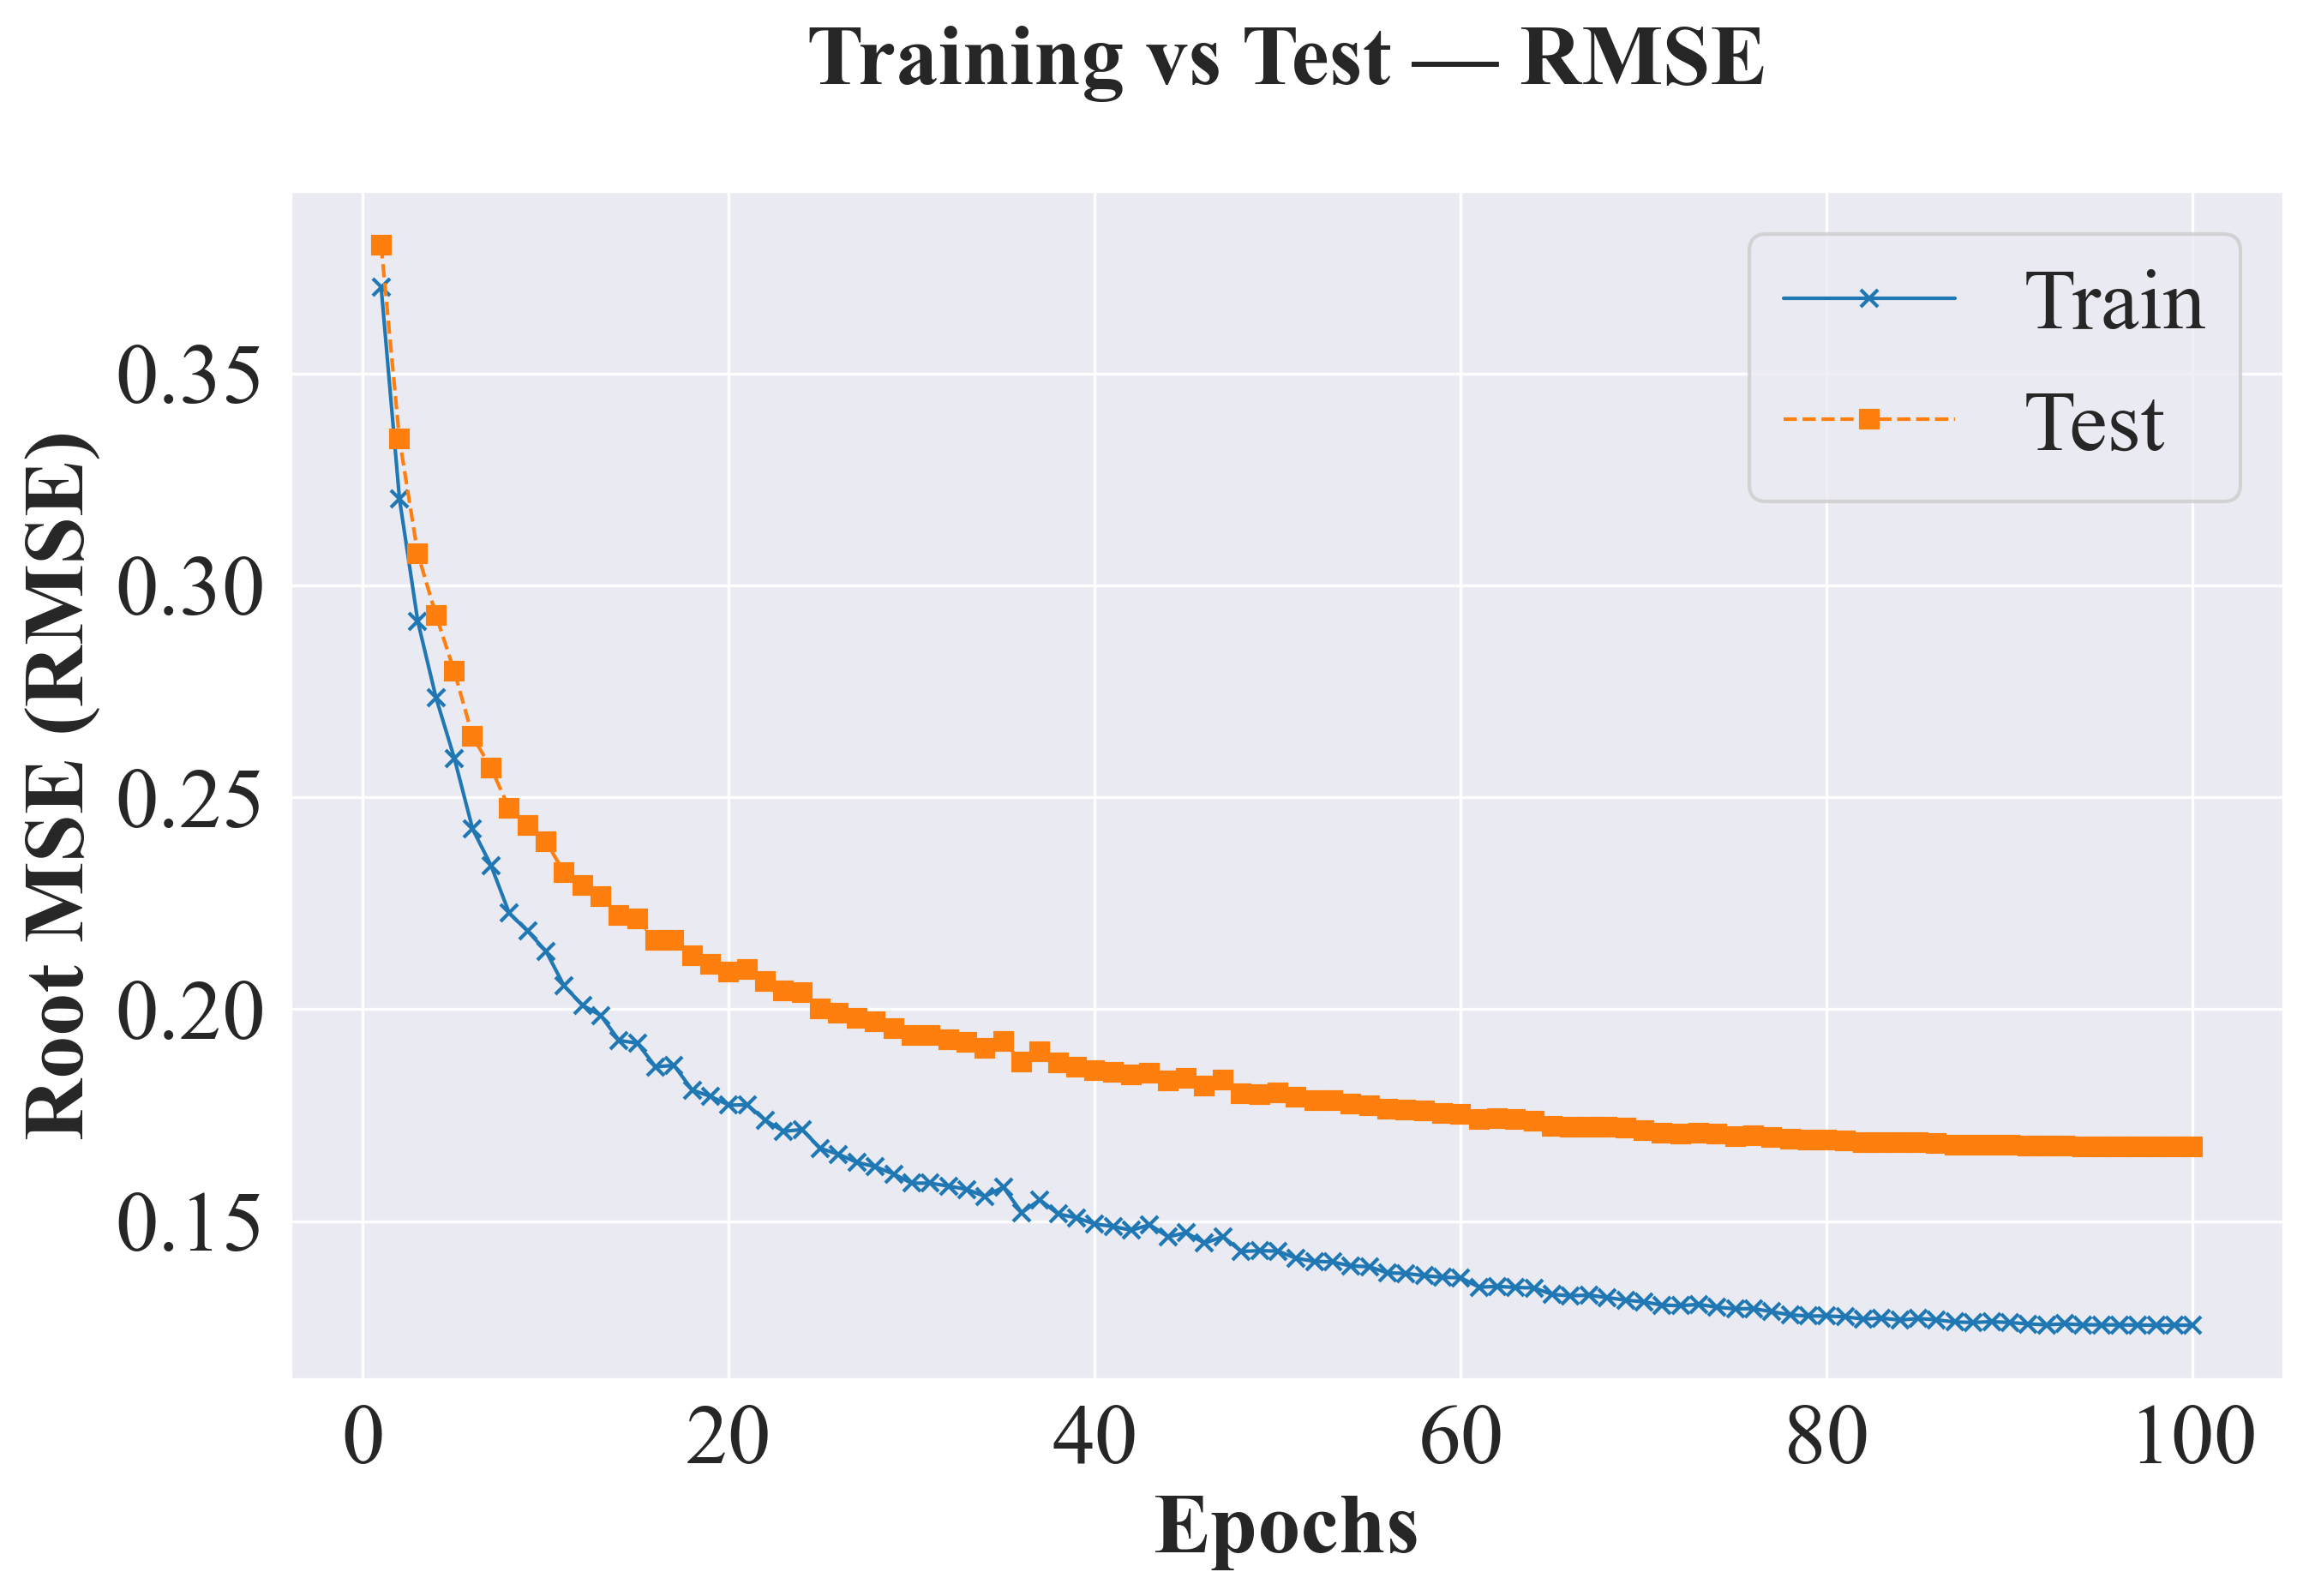 Training vs Test — RMSE
Train
Test
Root MSE (RMSE)
0.35
0.30
0.25
0.20
0.15
0 20 40 60 80 100
Epochs